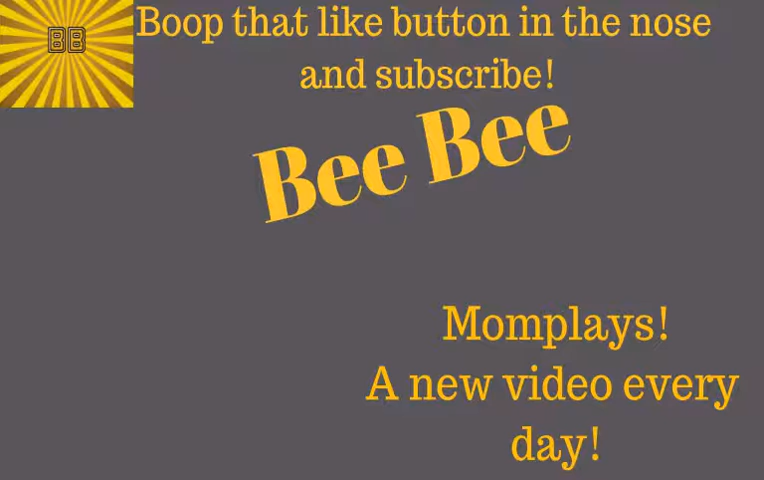 BB
Boop that like button in the nose
and subscribe!
Bee Bee
Momplays!
A new video every
day!